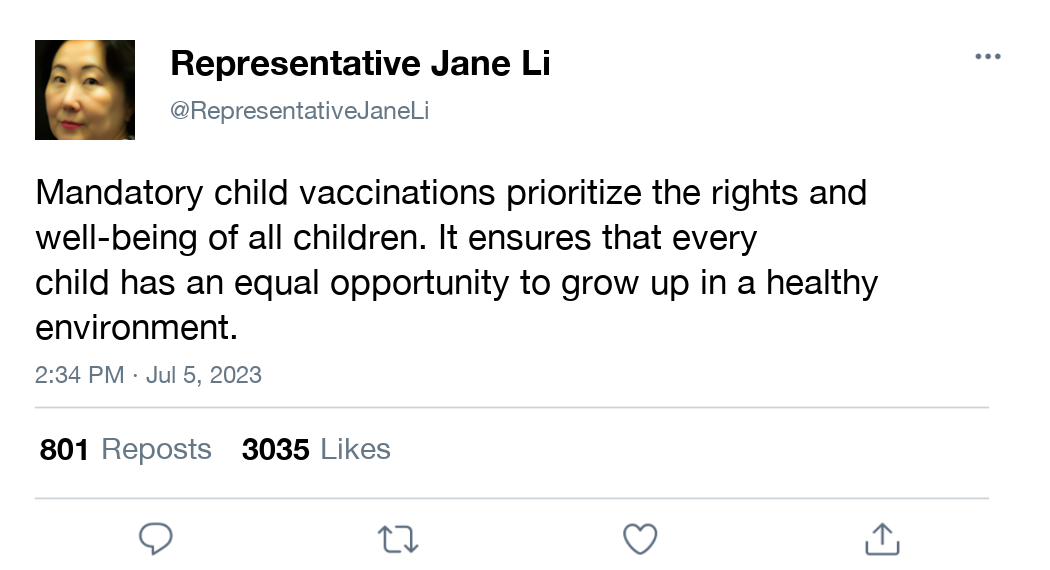 Representative Jane Li
@RepresentativeJaneLi
Mandatory child vaccinations prioritize the rights and
well-being of all children. It ensures that every
child has an equal opportunity to grow up in a healthy
environment.
2:34 PM · Jul 5, 2023
801 Reposts 3035 Likes